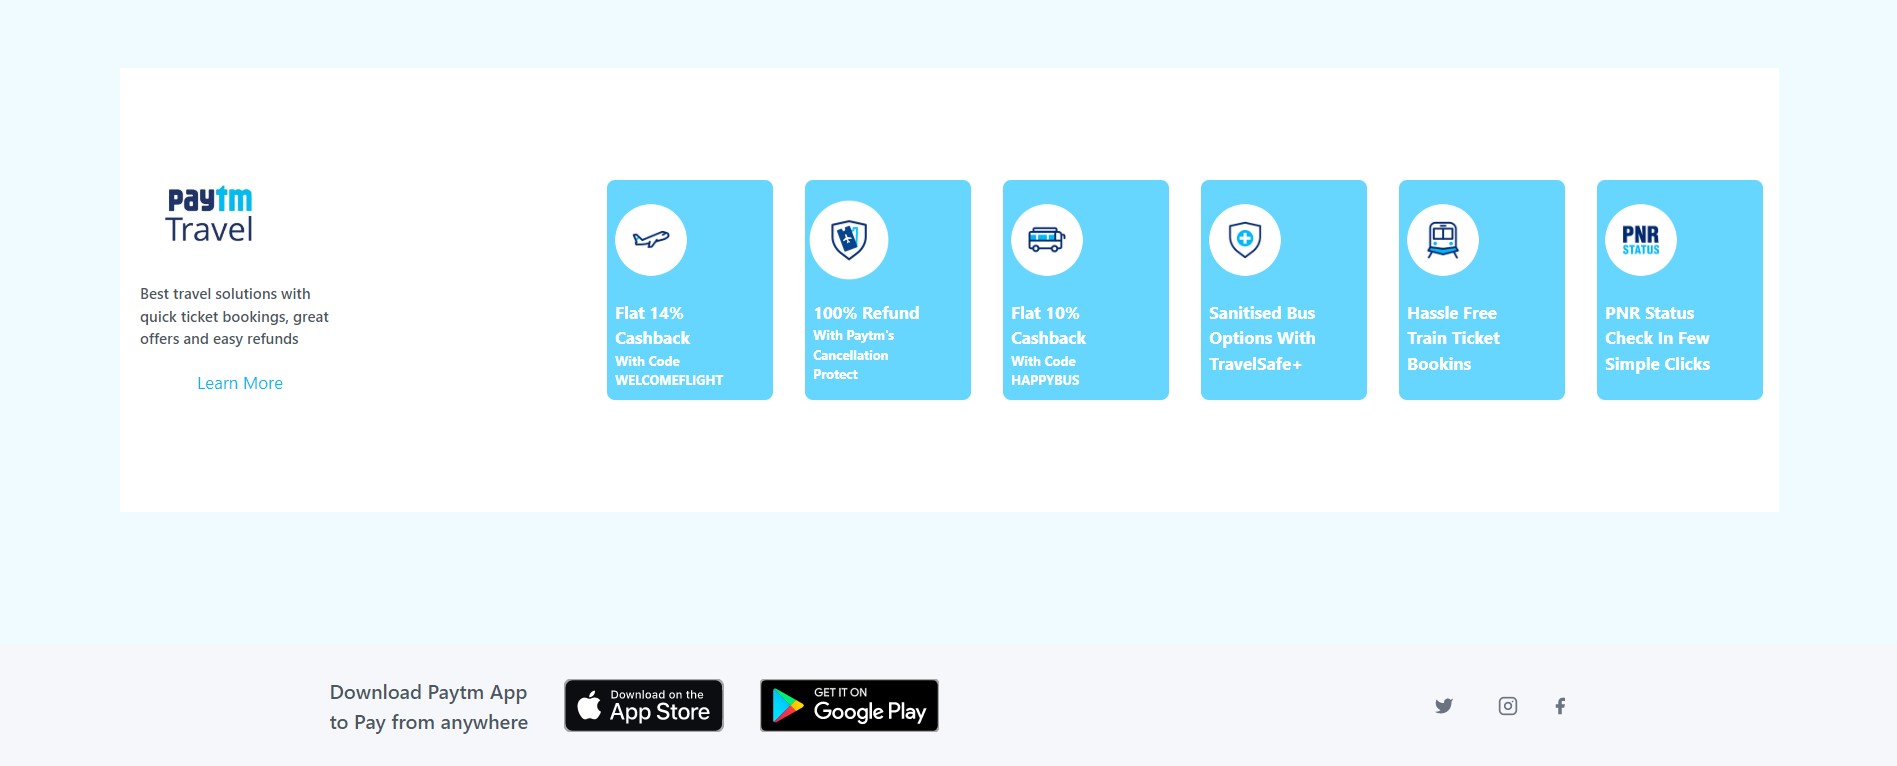 paytm
Travel
Best travel solutions with
quick ticket bookings, great
offers and easy refunds
Learn More
Flat 14%
Cashback
With Code
WELCOMEFLIGHT
100% Refund
With Paytm's
Cancellation
Protect
Flat 10%
Cashback
With Code
HAPPYBUS
Sanitised Bus
Options With
TravelSafe+
Hassle Free
Train Ticket
Bookins
PNR
STATUS
PNR Status
Check In Few
Simple Clicks
Download Paytm App
to Pay from anywhere
Download on the
App Store
GET IT ON
Google Play